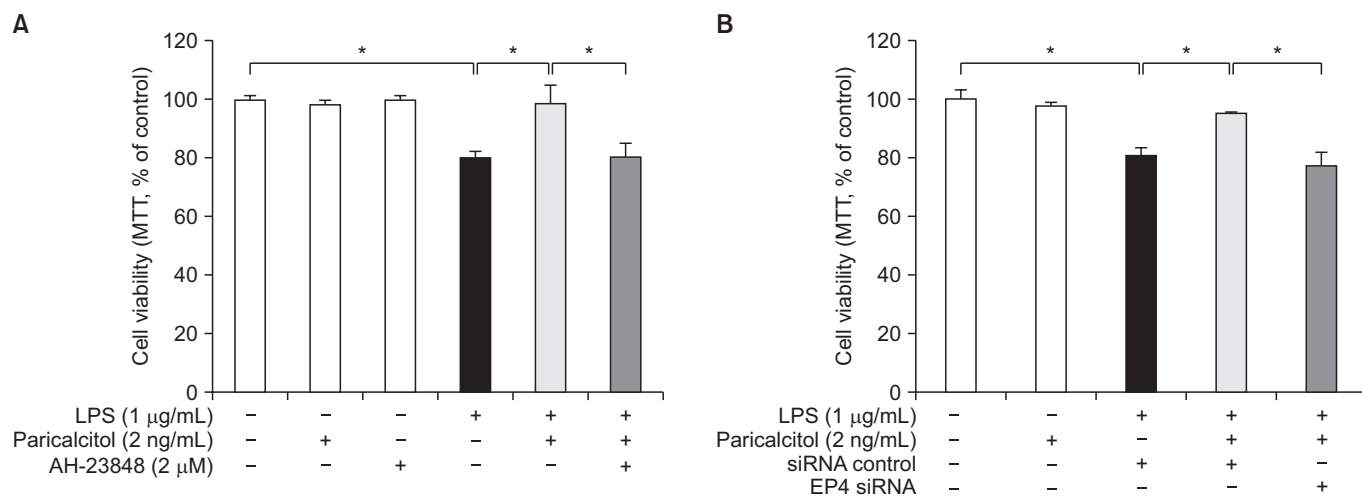 A
120
100
80
60
40
20
0
Cell viability (MTT, % of control)
* * *
LPS (1 μg/mL) – – – + + +
Paricalcitol (2 ng/mL) – + – – + +
AH-23848 (2 μM) – – + – – +
B
120
100
80
60
40
20
0
Cell viability (MTT, % of control)
* * *
LPS (1 μg/mL) – – + + +
Paricalcitol (2 ng/mL) – + – + +
siRNA control – – + + –
EP4 siRNA – – – – +